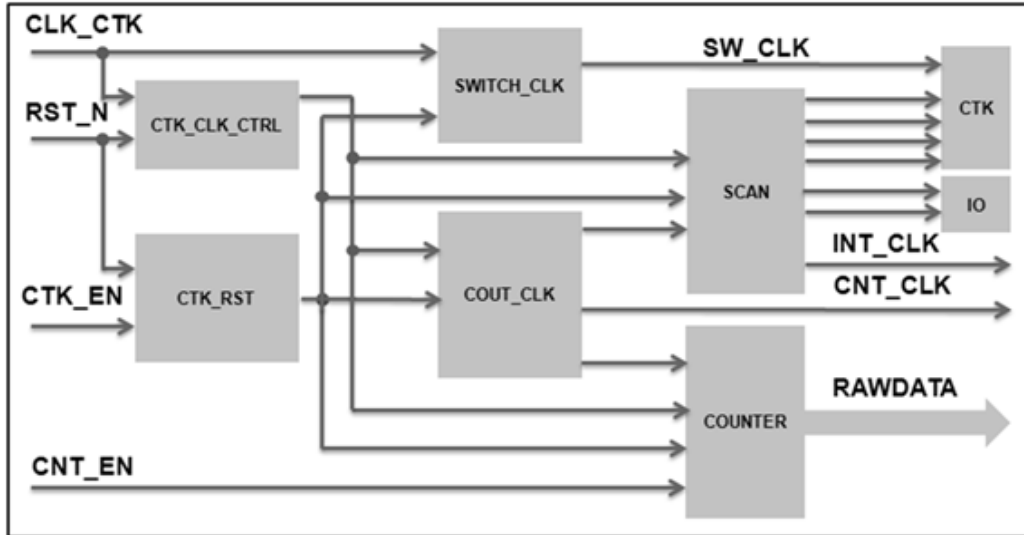 CLK_CTK
SW_CLK
SWITCH_CLK
CTK
RST_N
CTK_CLK_CTRL
SCAN
IO
INT_CLK
CTK_EN
CTK_RST
COUT_CLK
CNT_CLK
RAWDATA
COUNTER
CNT_EN